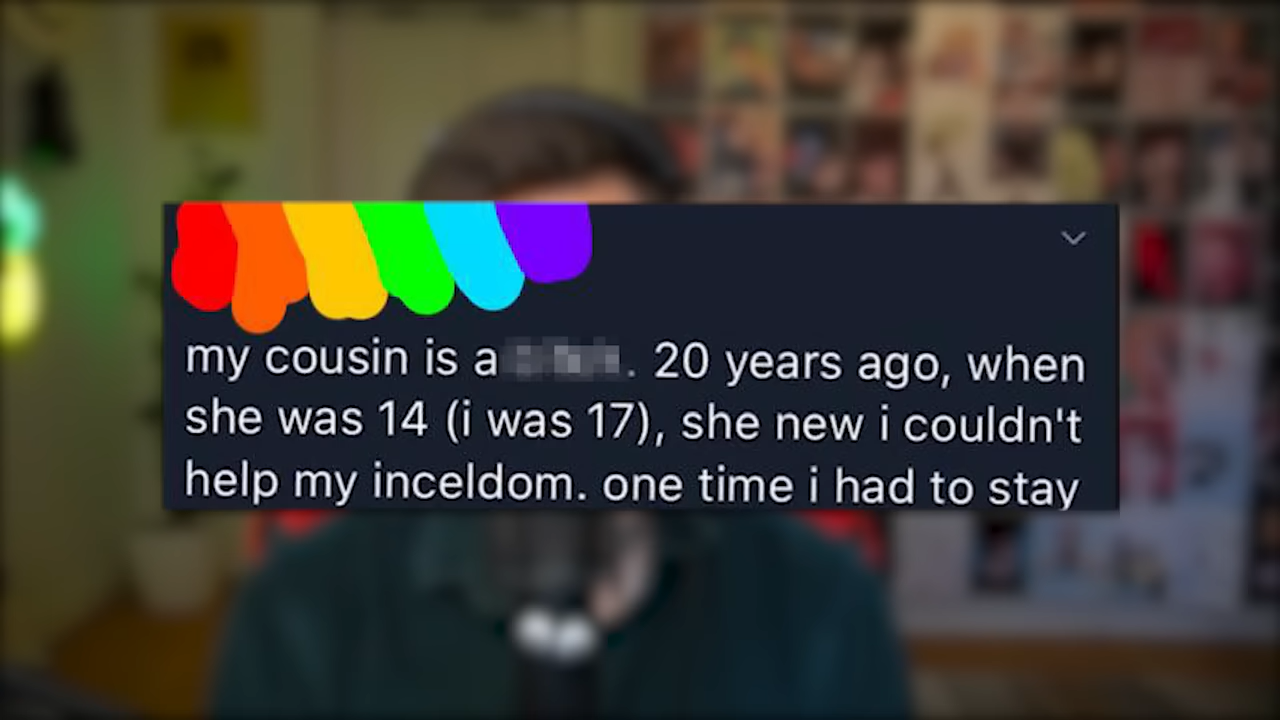 my cousin is a . 20 years ago, when
she was 14 (i was 17), she new i couldn't
help my inceldom. one time i had to stay